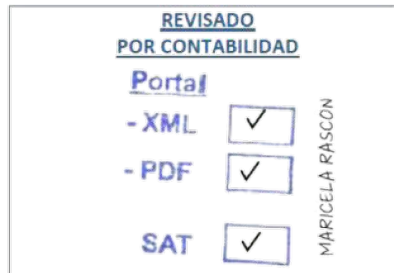 REVISADO
POR CONTABILIDAD
Portal
- XML ✓
- PDF ✓
SAT ✓
MARICELA RASCON